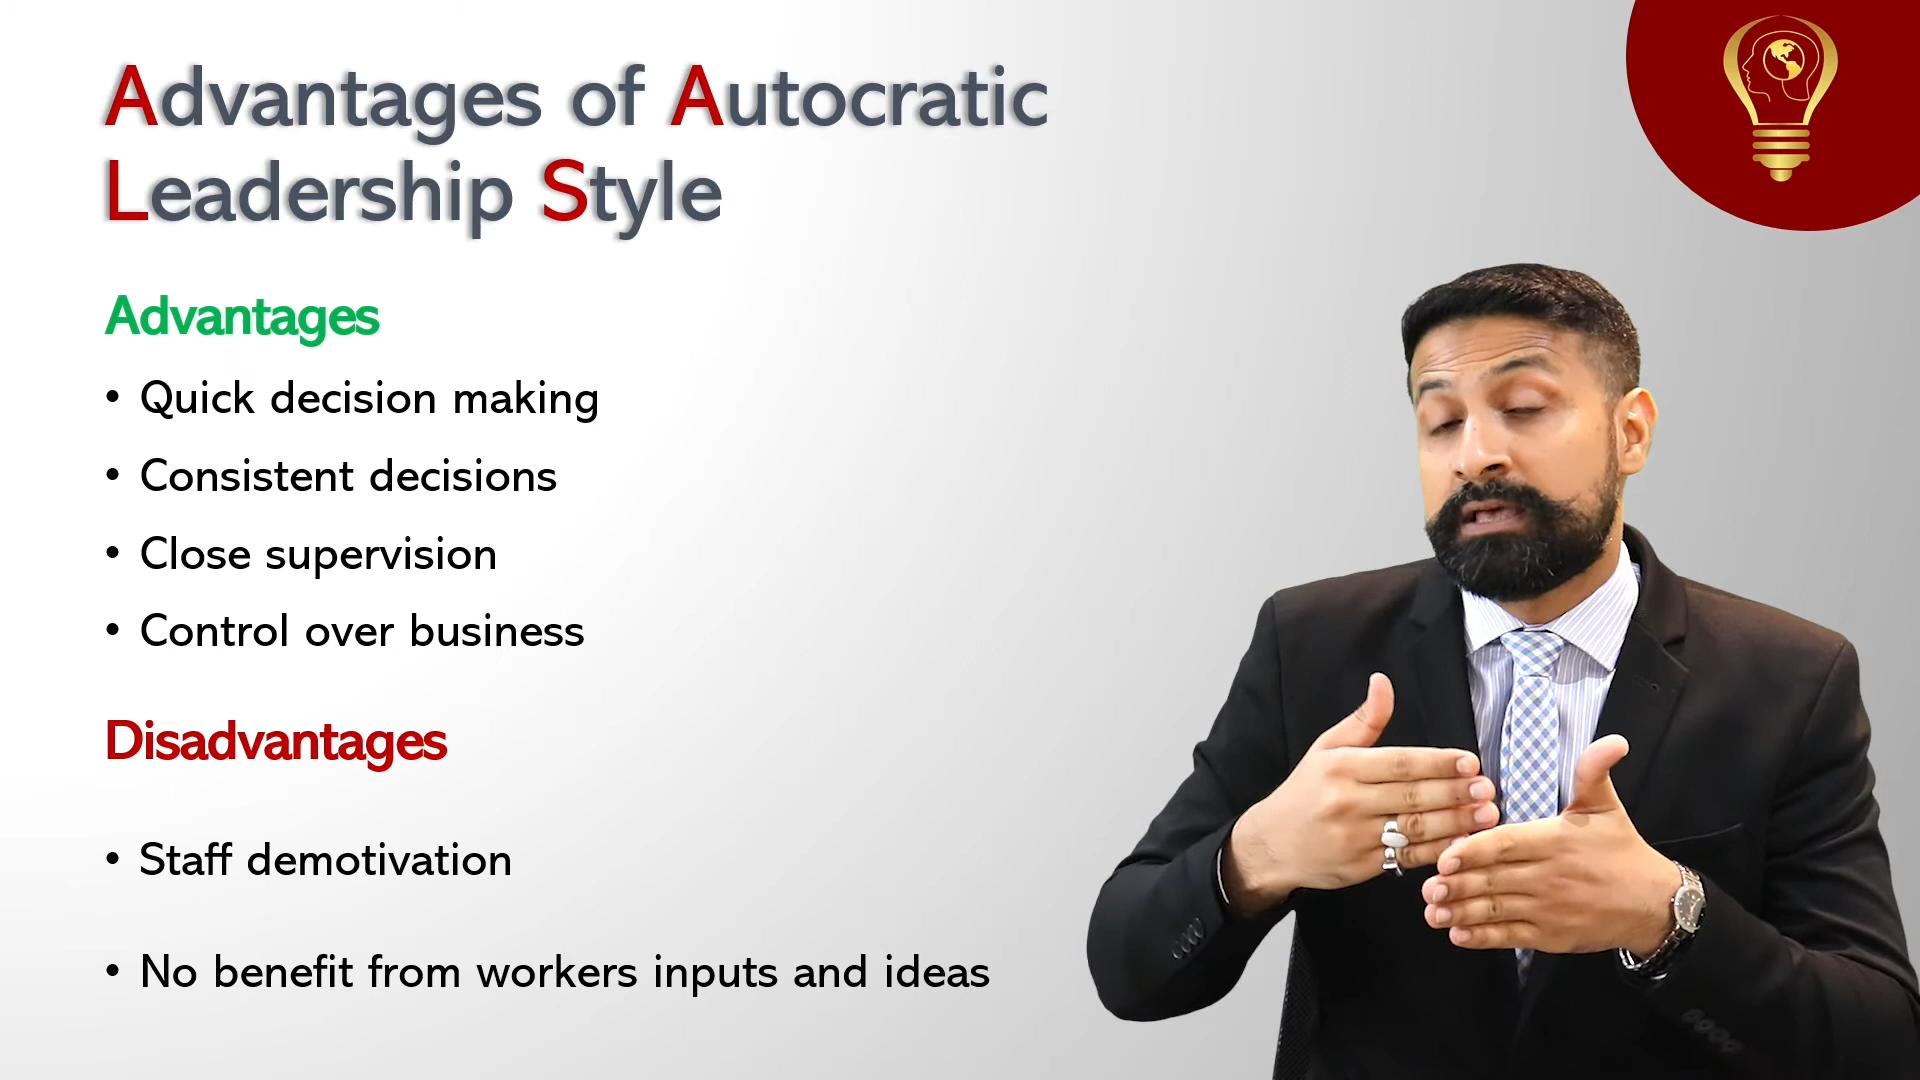 Advantages of Autocratic
Leadership Style
Advantages
• Quick decision making
• Consistent decisions
• Close supervision
• Control over business
Disadvantages
• Staff demotivation
• No benefit from workers inputs and ideas